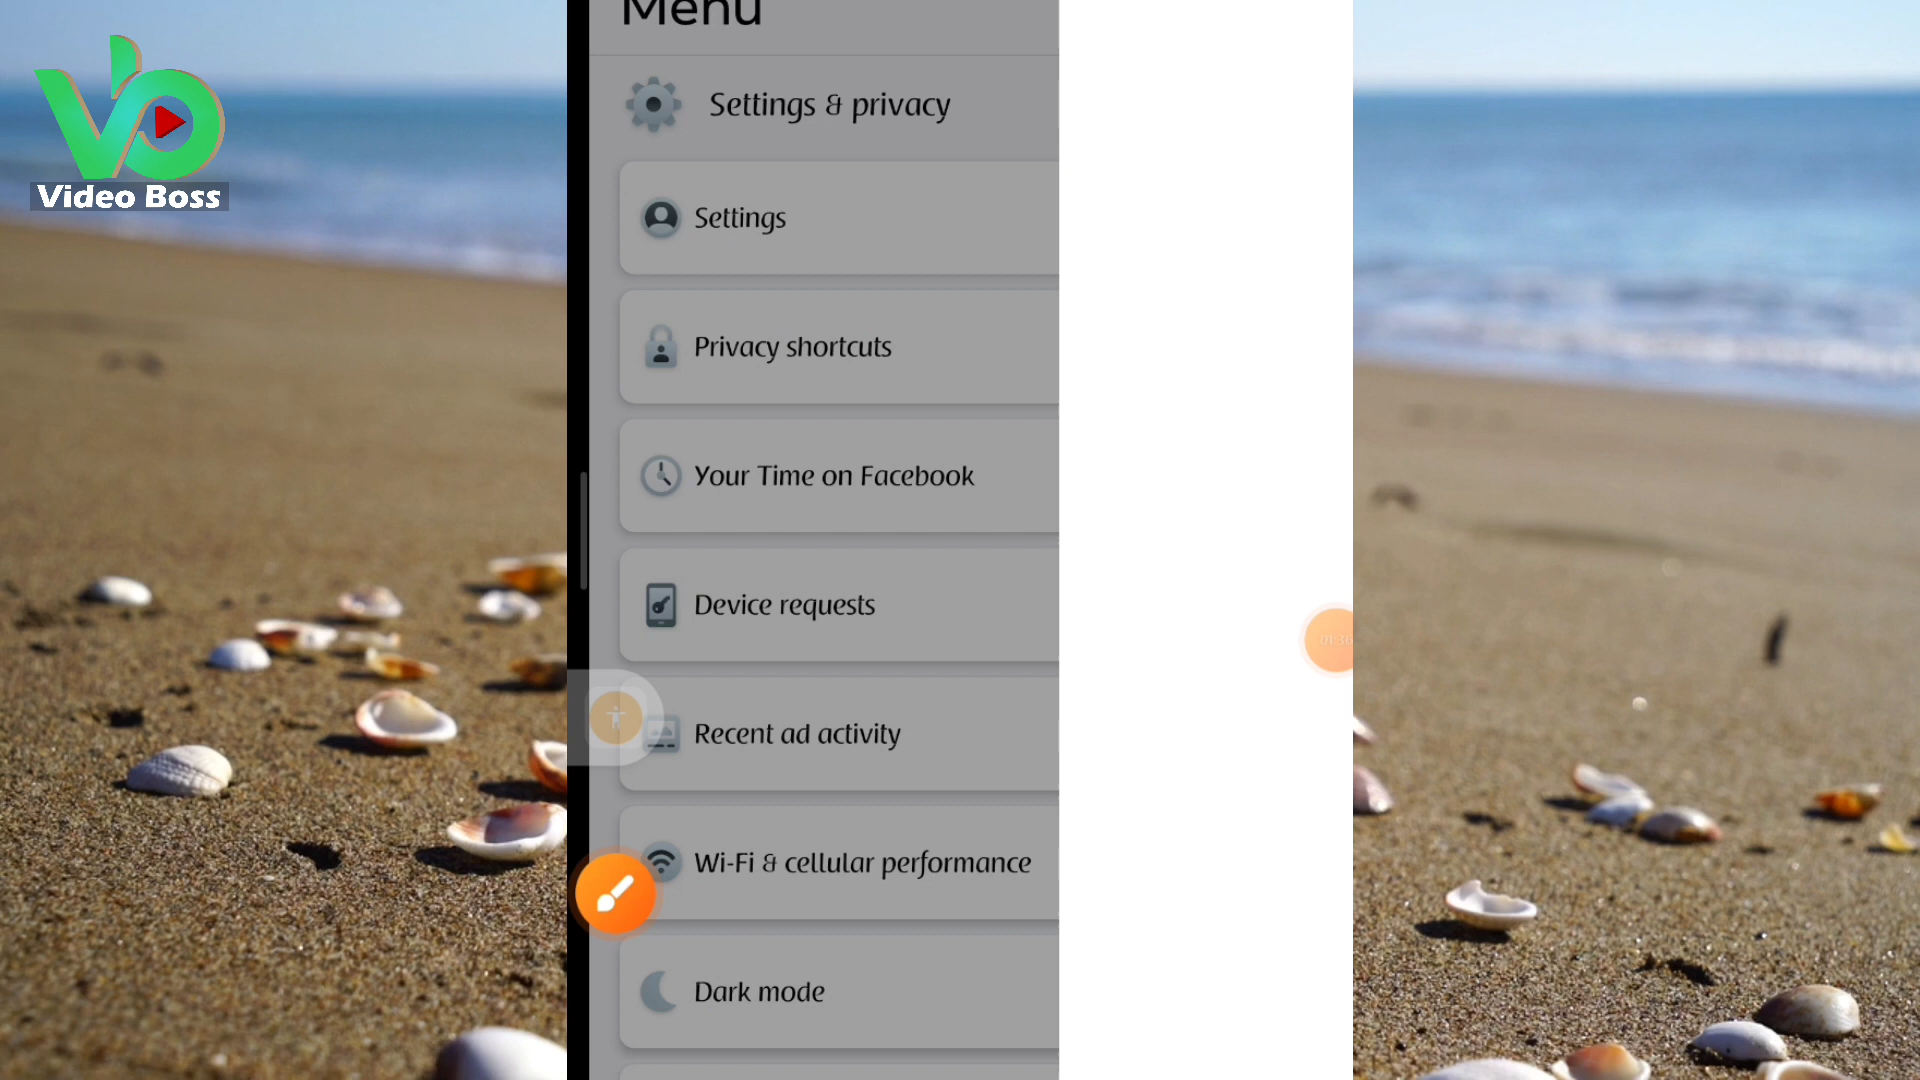 Menu
Video Boss
Settings & privacy
Settings
Privacy shortcuts
Your Time on Facebook
Device requests
Recent ad activity
Wi-Fi & cellular performance
Dark mode